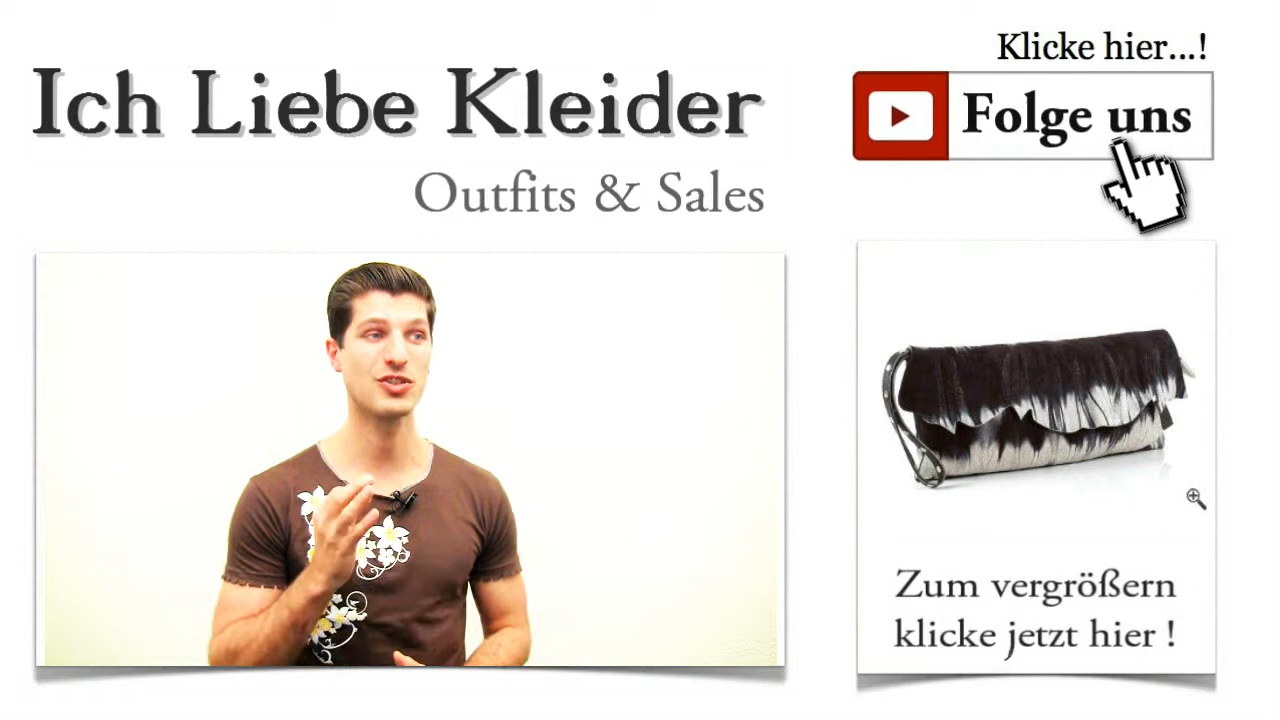 Ich Liebe Kleider
Outfits & Sales
Klicke hier...!
Folge uns
Zum vergrößern
klicke jetzt hier !